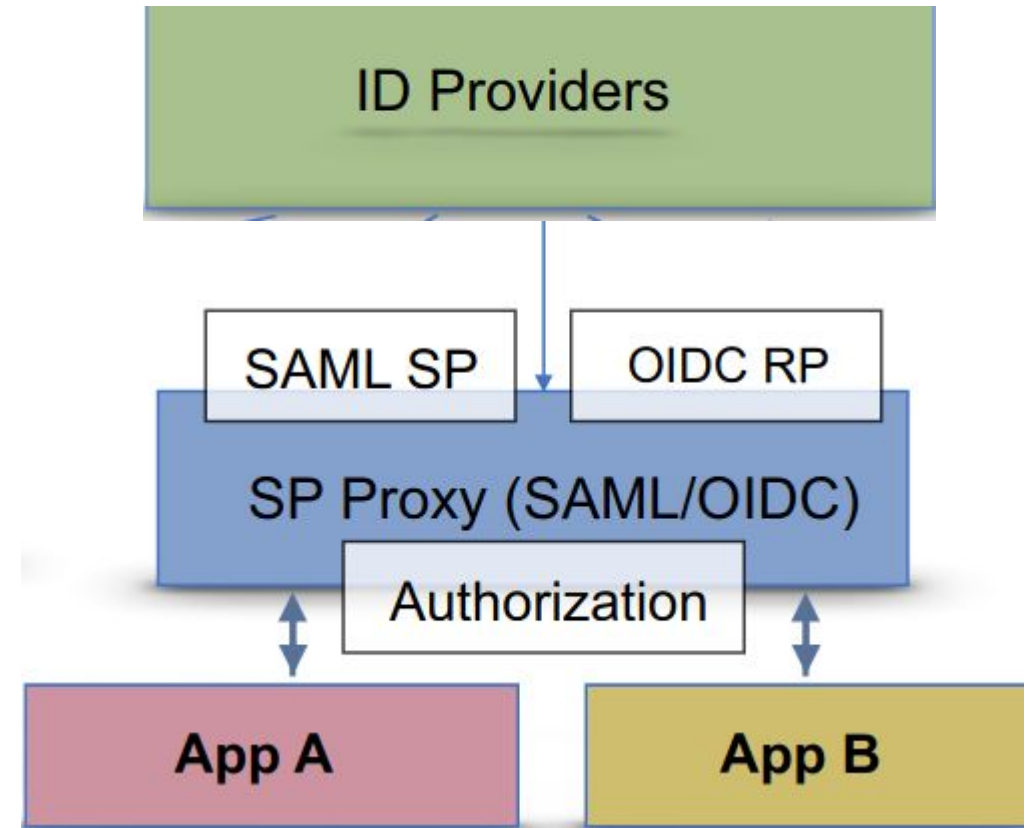 ID Providers
SAML SP
OIDC RP
SP Proxy (SAML/OIDC)
Authorization
App A
App B